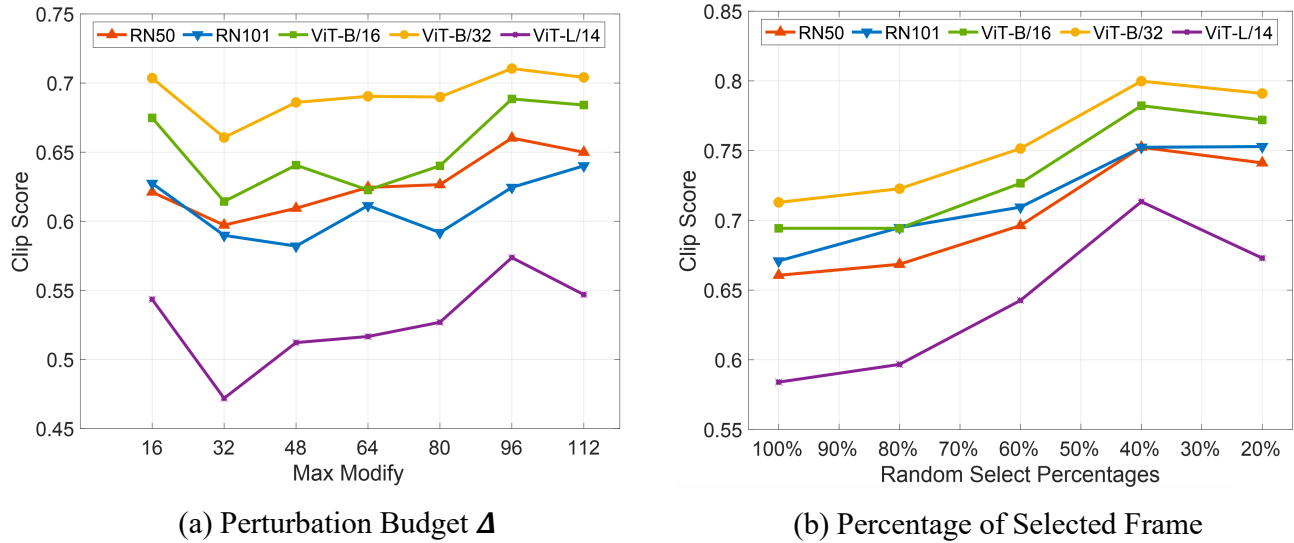 0.75
RN50 RN101 ViT-B/16 ViT-B/32 ViT-L/14
0.7
0.65
0.6
0.55
0.5
0.45
Clip Score
16 32 48 64 80 96 112
Max Modify
(a) Perturbation Budget Δ
0.85
RN50 RN101 ViT-B/16 ViT-B/32 ViT-L/14
0.8
0.75
0.7
0.65
0.6
0.55
Clip Score
100% 90% 80% 70% 60% 50% 40% 30% 20%
Random Select Percentages
(b) Percentage of Selected Frame